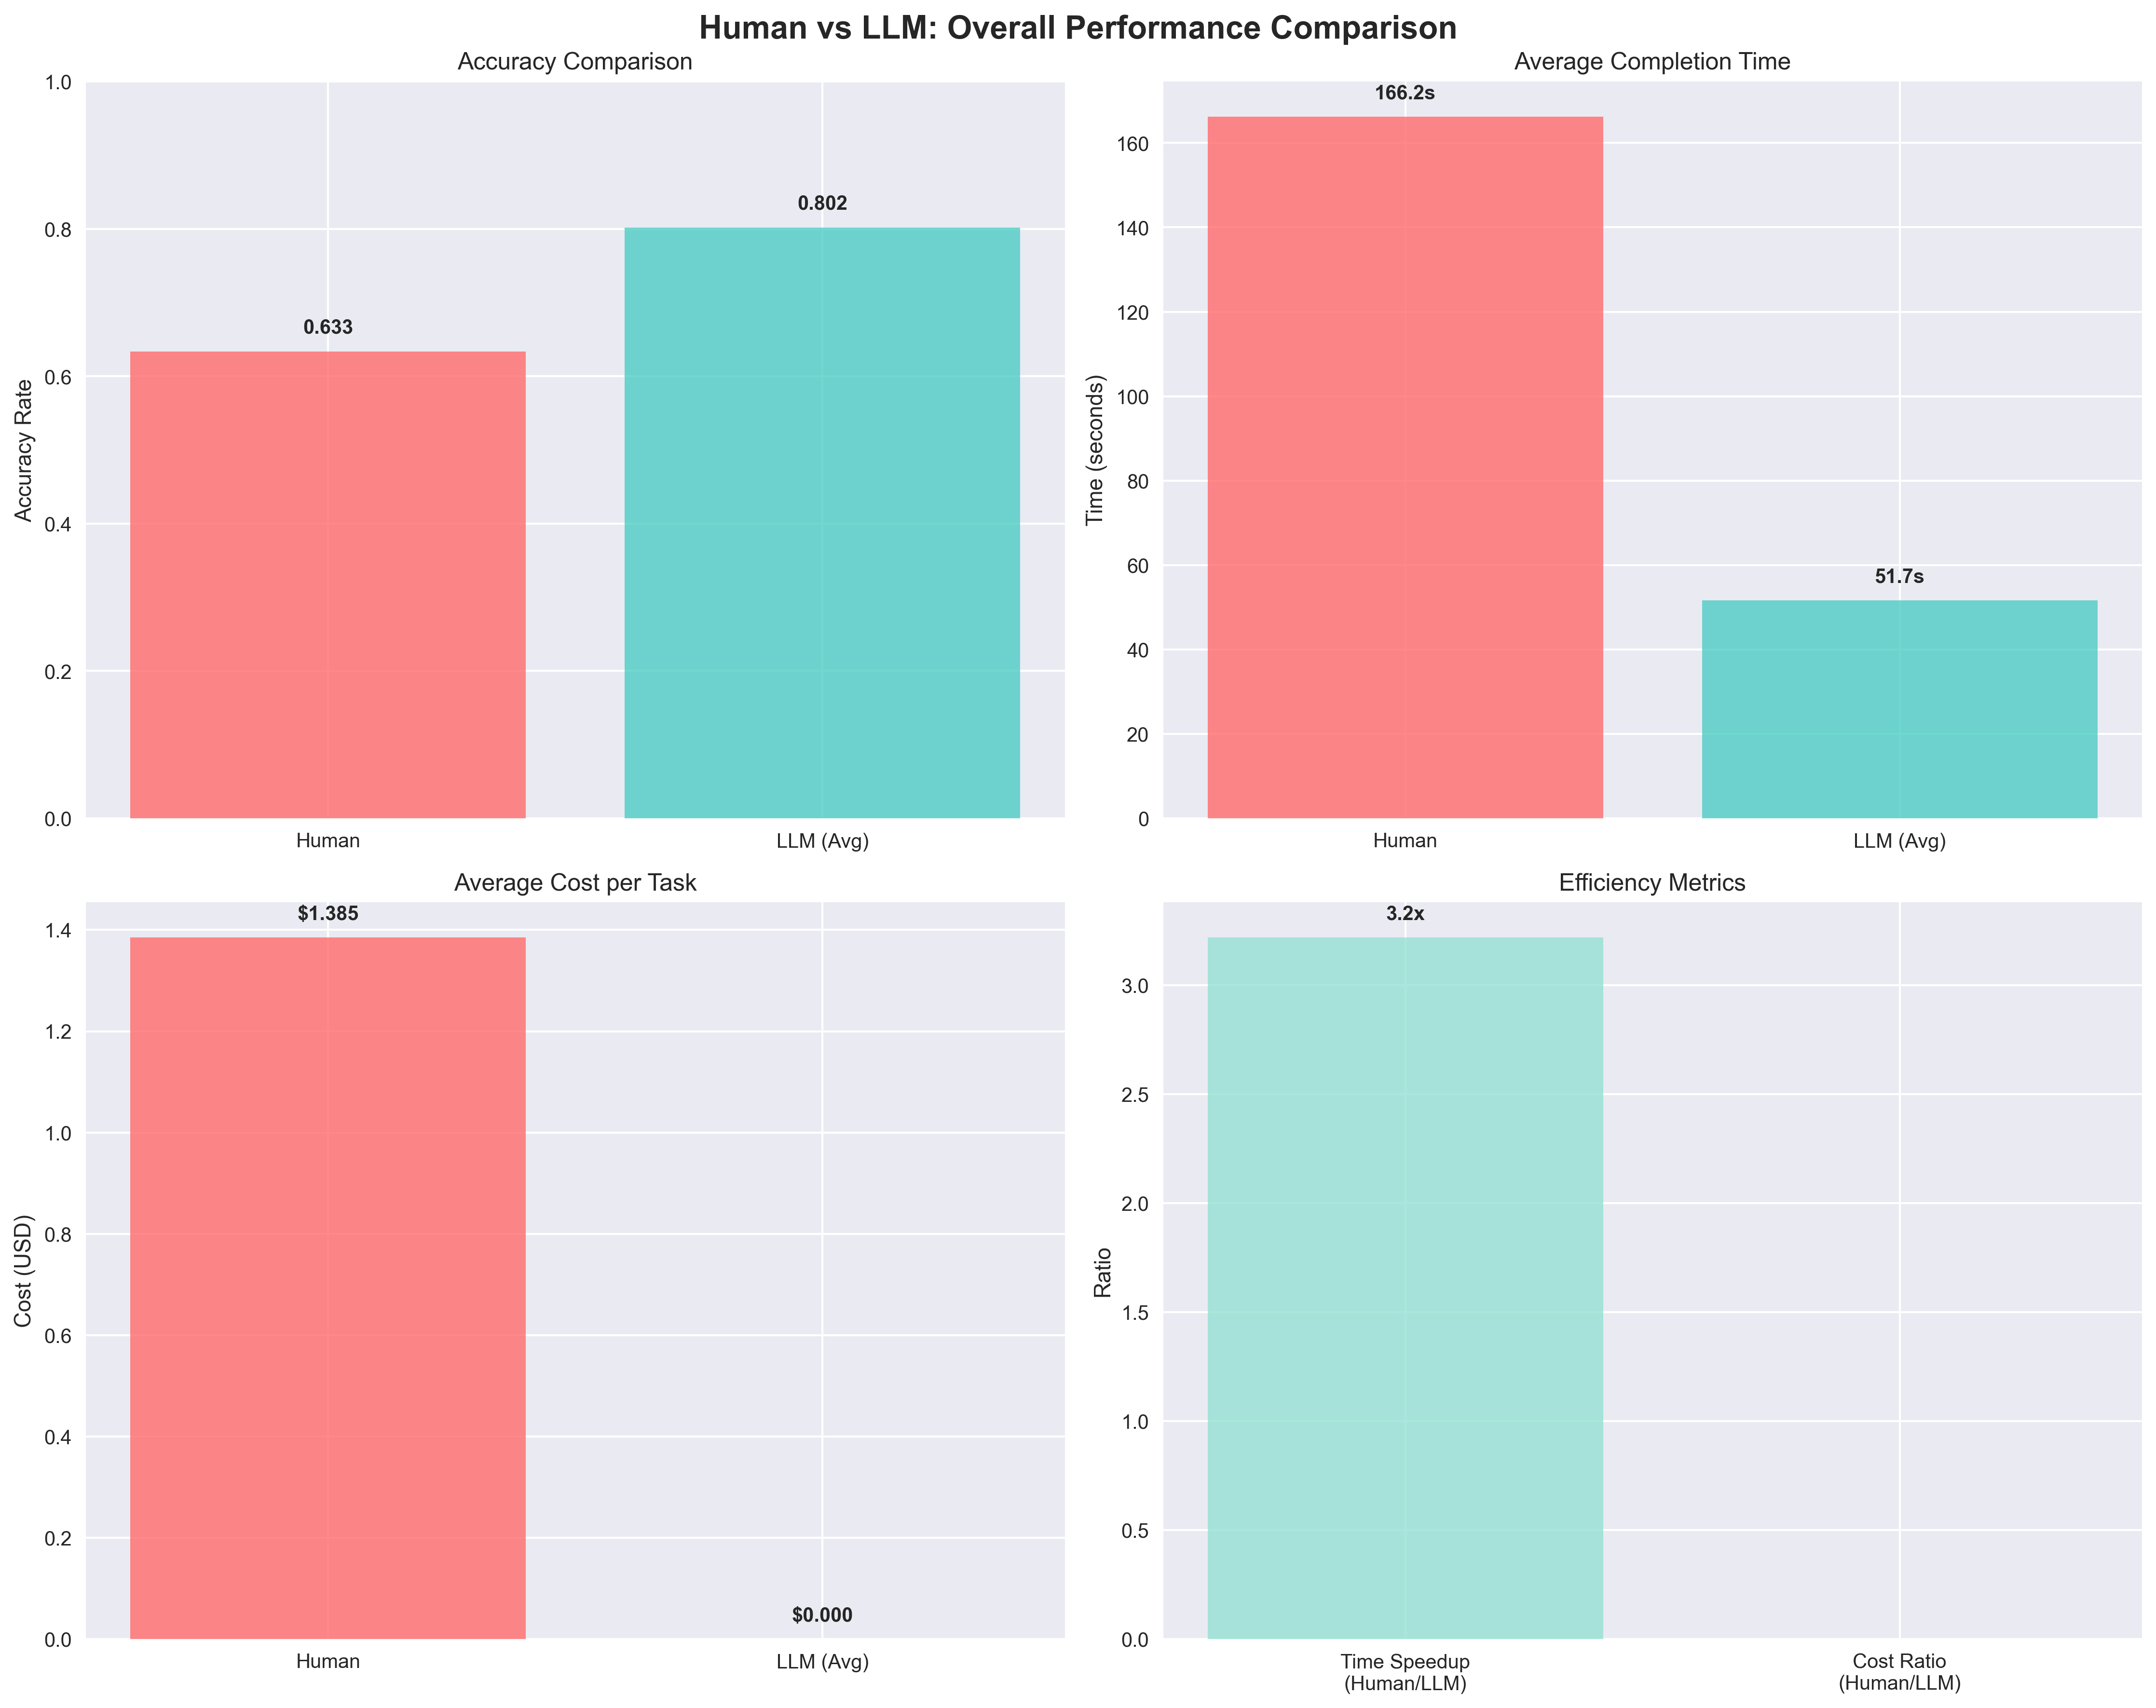 Human vs LLM: Overall Performance Comparison
Accuracy Comparison
1.0
0.8
0.6
0.4
0.2
0.0
Accuracy Rate
0.633
0.802
Human
LLM (Avg)
Average Completion Time
160
140
120
100
80
60
40
20
0
Time (seconds)
166.2s
51.7s
Human
LLM (Avg)
Average Cost per Task
1.4
1.2
1.0
0.8
0.6
0.4
0.2
0.0
Cost (USD)
$1.385
$0.000
Human
LLM (Avg)
Efficiency Metrics
3.0
2.5
2.0
1.5
1.0
0.5
0.0
Ratio
3.2x
Time Speedup
(Human/LLM)
Cost Ratio
(Human/LLM)